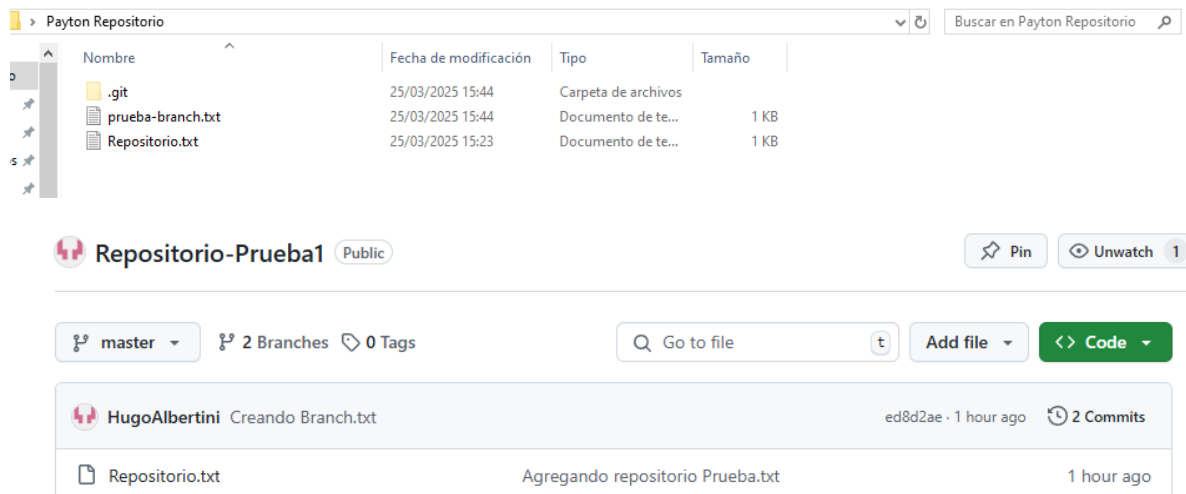 > Payton Repositorio Buscar en Payton Repositorio
Nombre Fecha de modificación Tipo Tamaño
.git 25/03/2025 15:44 Carpeta de archivos
prueba-branch.txt 25/03/2025 15:44 Documento de te... 1 KB
Repositorio.txt 25/03/2025 15:23 Documento de te... 1 KB
Repositorio-Prueba1 Public Pin Unwatch 1
master 2 Branches 0 Tags Go to file t Add file <> Code
HugoAlbertini Creando Branch.txt ed8d2ae · 1 hour ago 2 Commits
Repositorio.txt Agregando repositorio Prueba.txt 1 hour ago